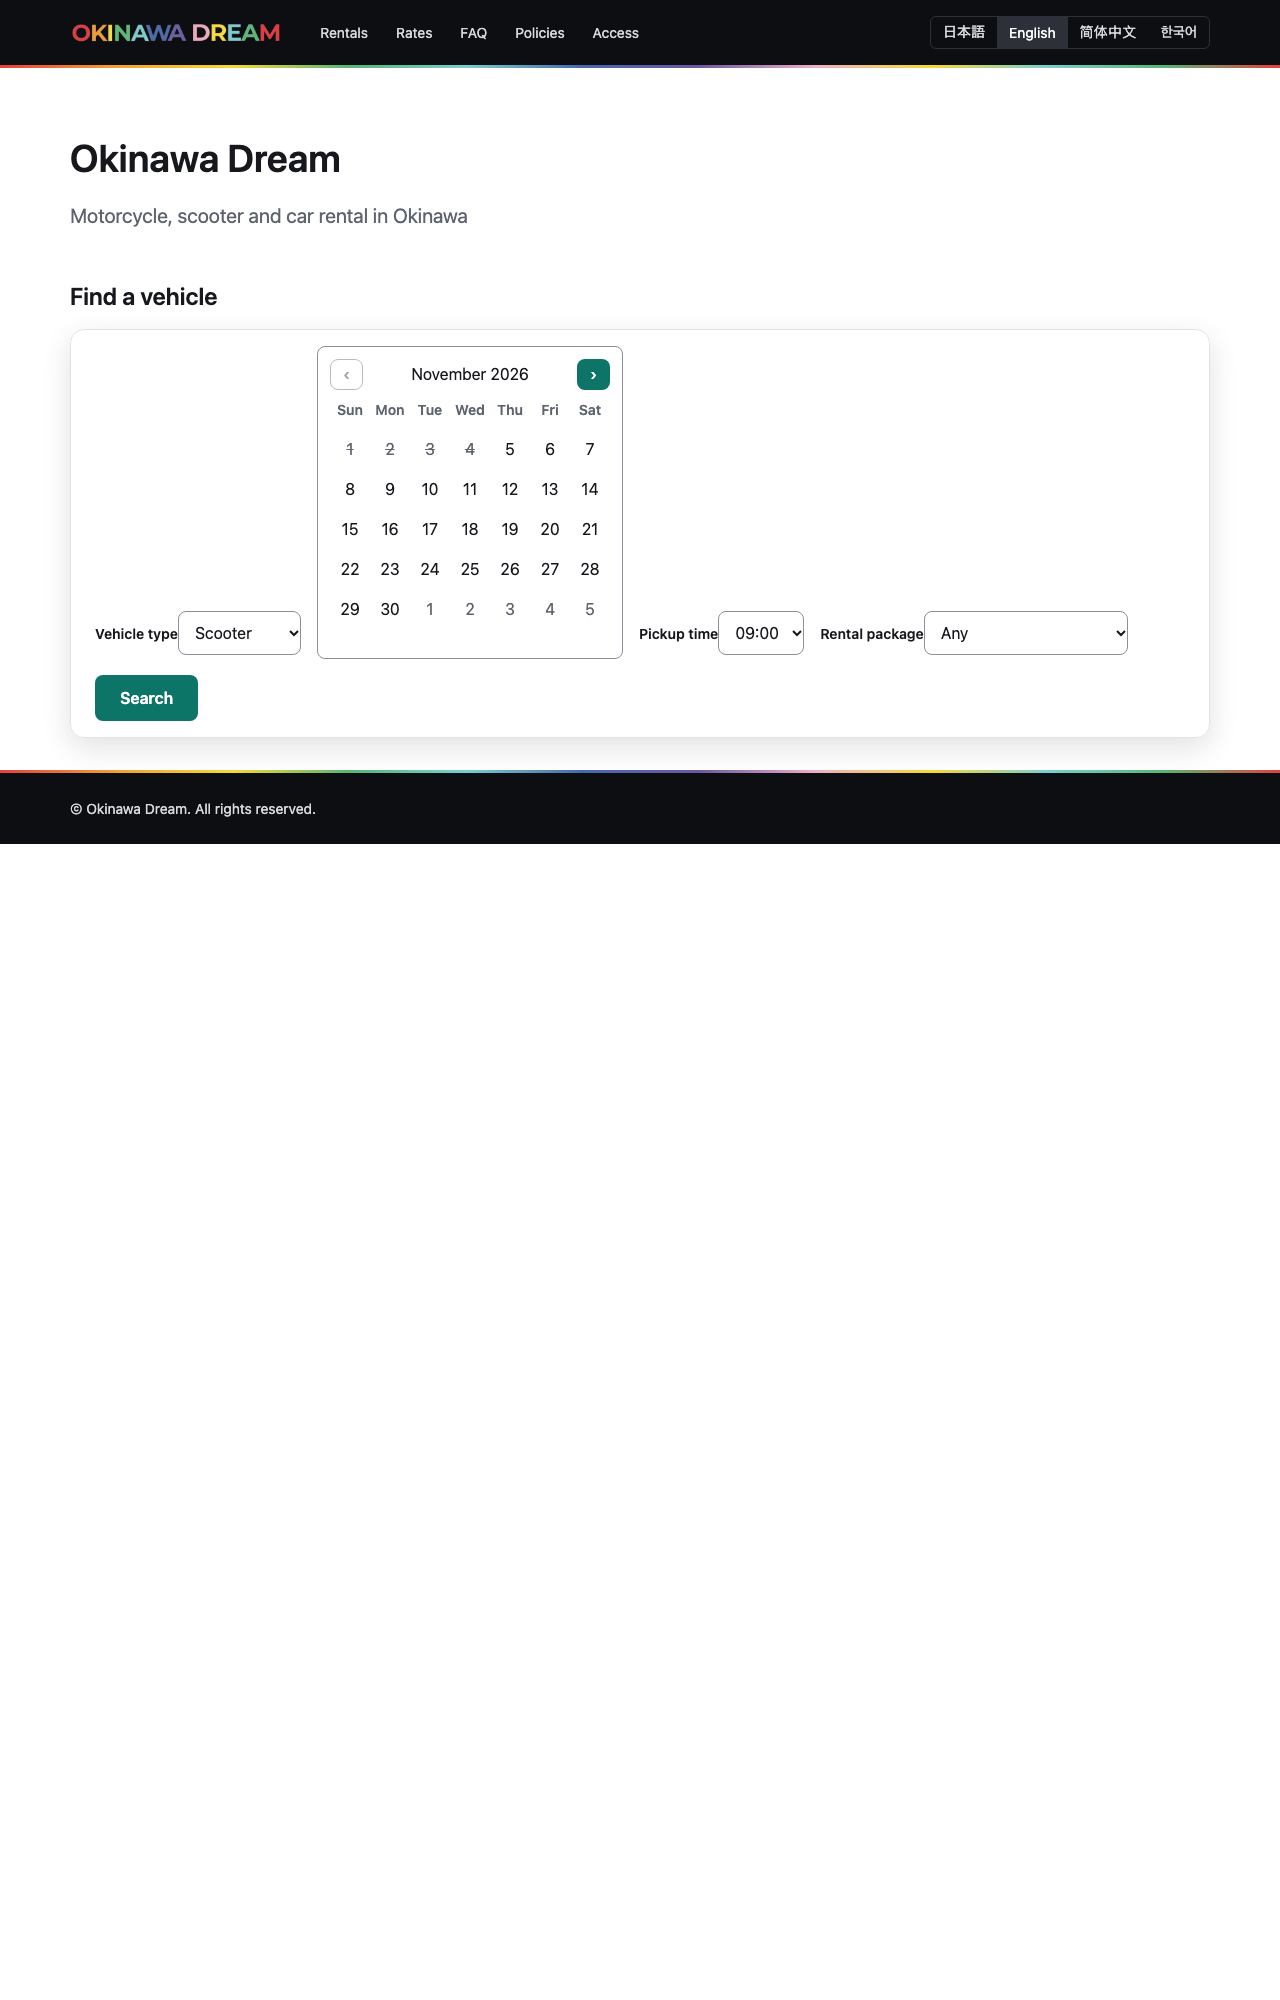 OKINAWA DREAM Rentals Rates FAQ Policies Access 日本語 English 简体中文 한국어
Okinawa Dream
Motorcycle, scooter and car rental in Okinawa
Find a vehicle
‹ November 2026 ›
Sun Mon Tue Wed Thu Fri Sat
1 2 3 4 5 6 7
8 9 10 11 12 13 14
15 16 17 18 19 20 21
22 23 24 25 26 27 28
29 30 1 2 3 4 5
Vehicle type Scooter Pickup time 09:00 Rental package Any
Search
© Okinawa Dream. All rights reserved.